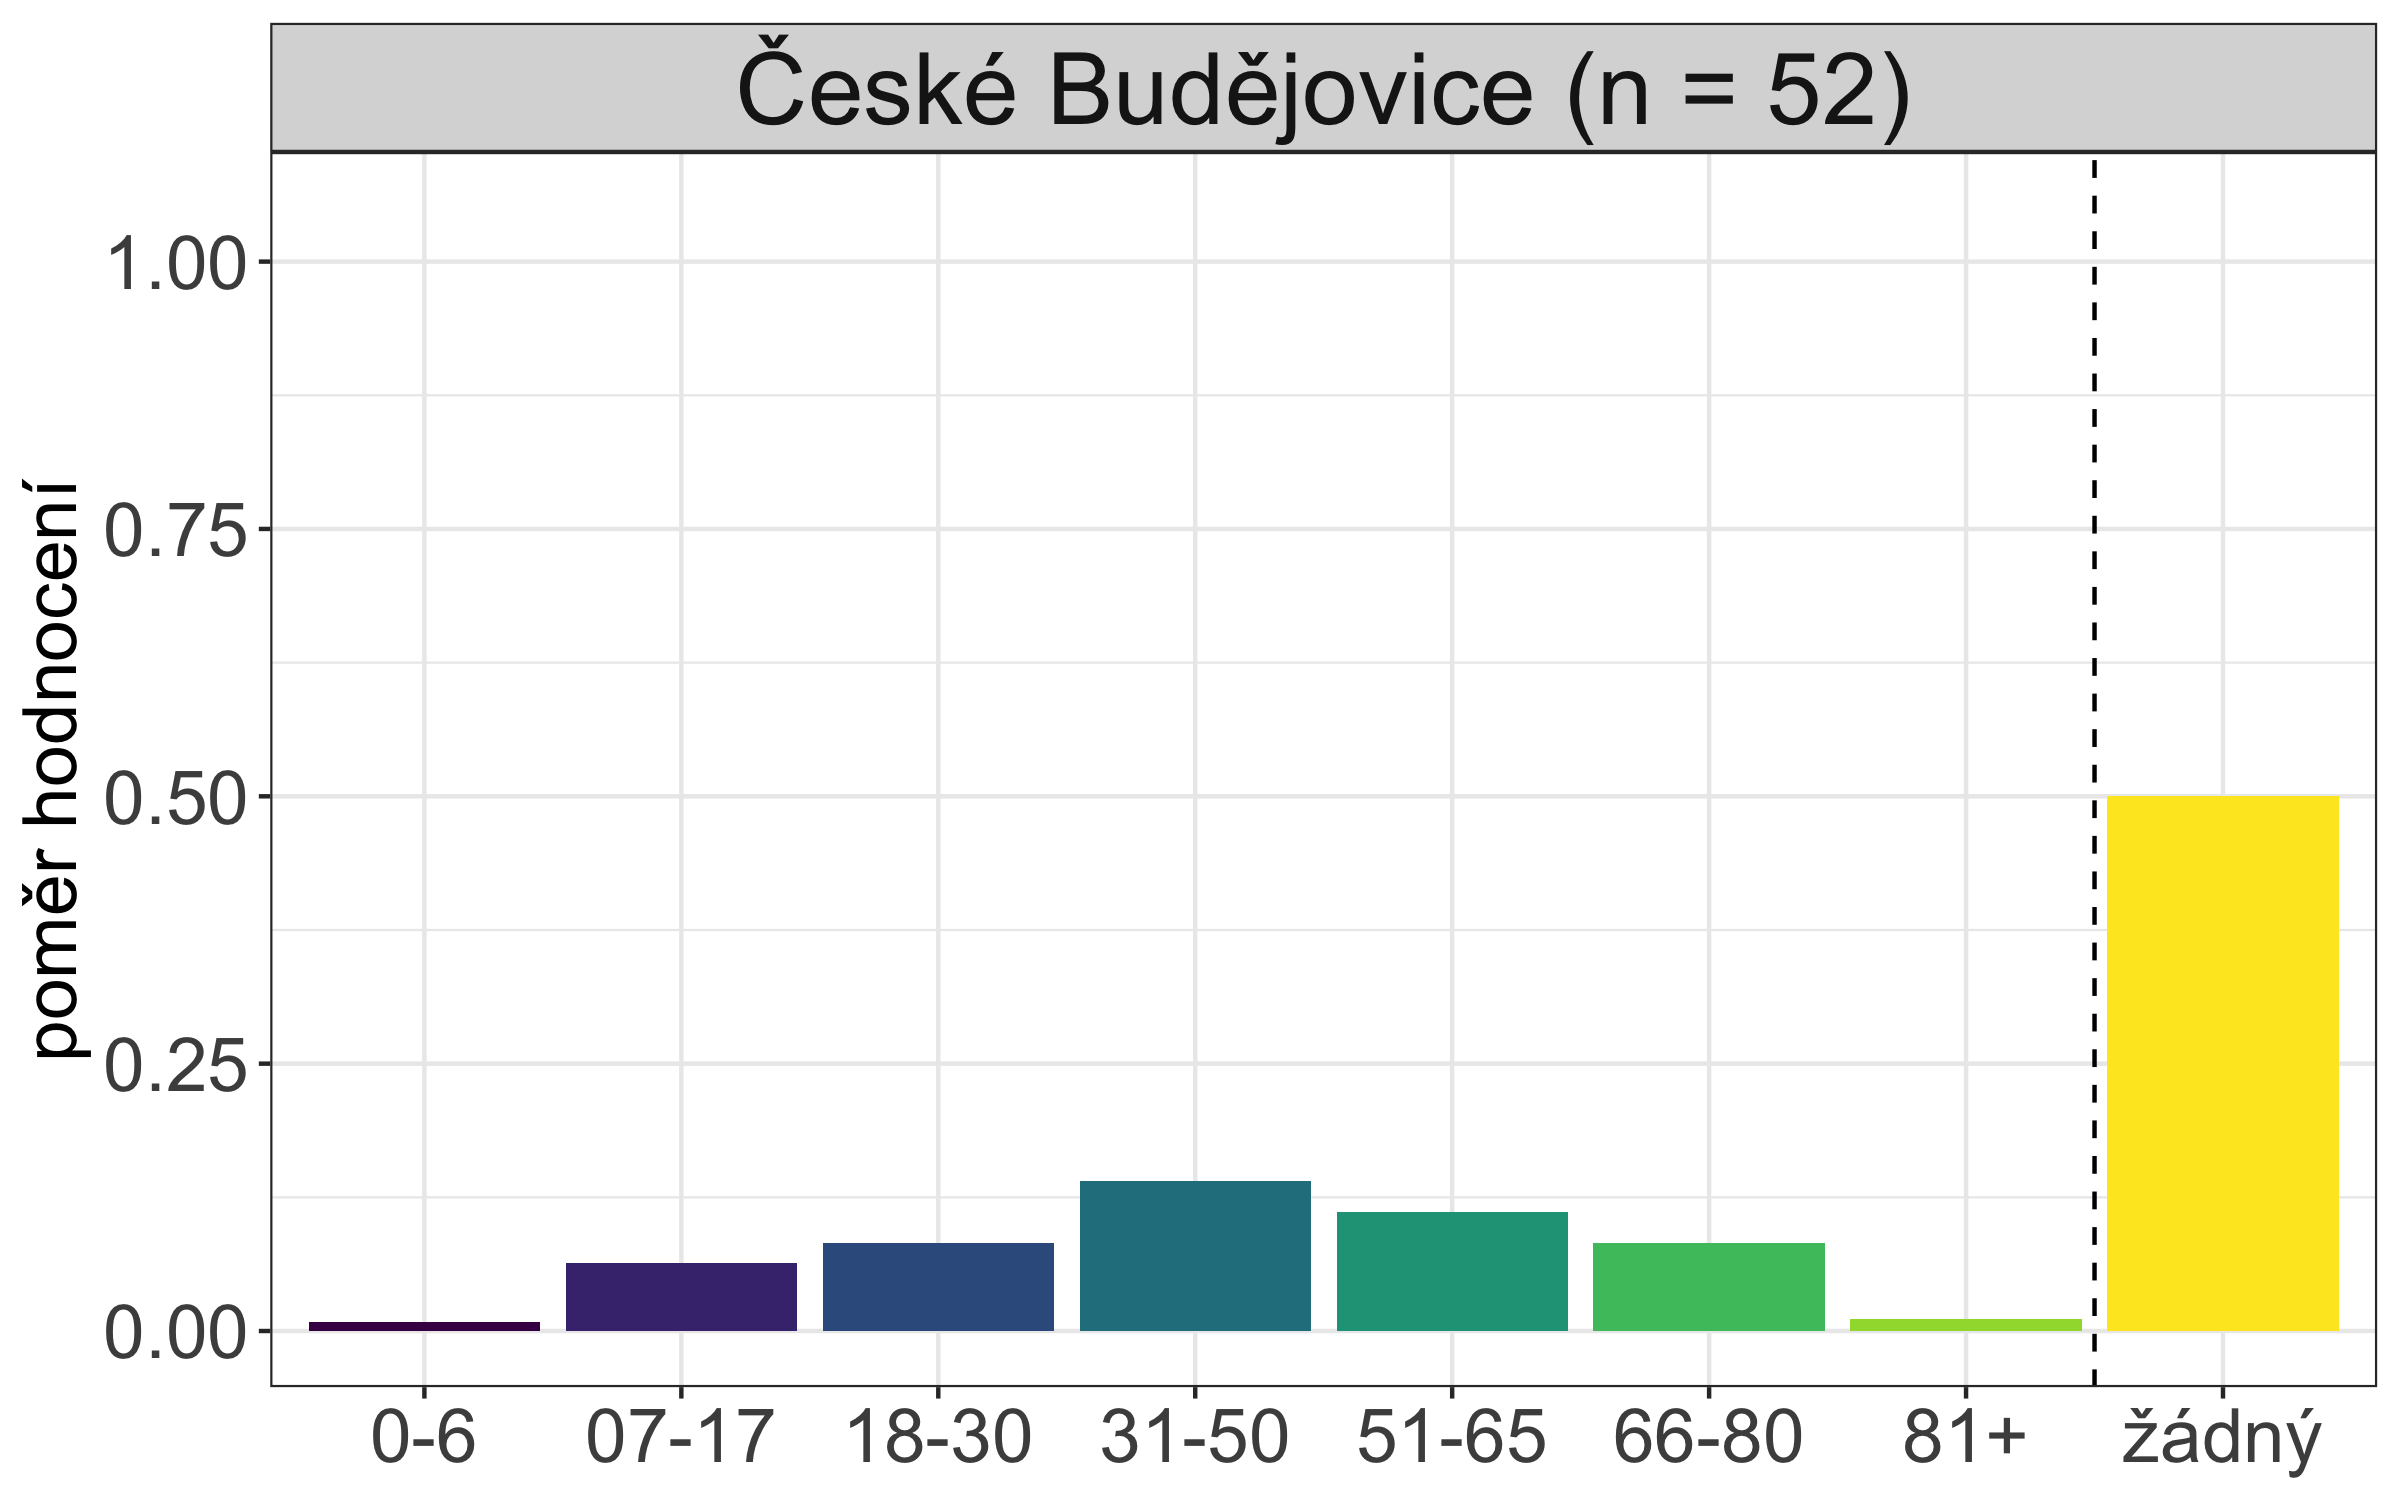 České Budějovice (n = 52)
poměr hodnocení
1.00
0.75
0.50
0.25
0.00
0-6 07-17 18-30 31-50 51-65 66-80 81+ žádný